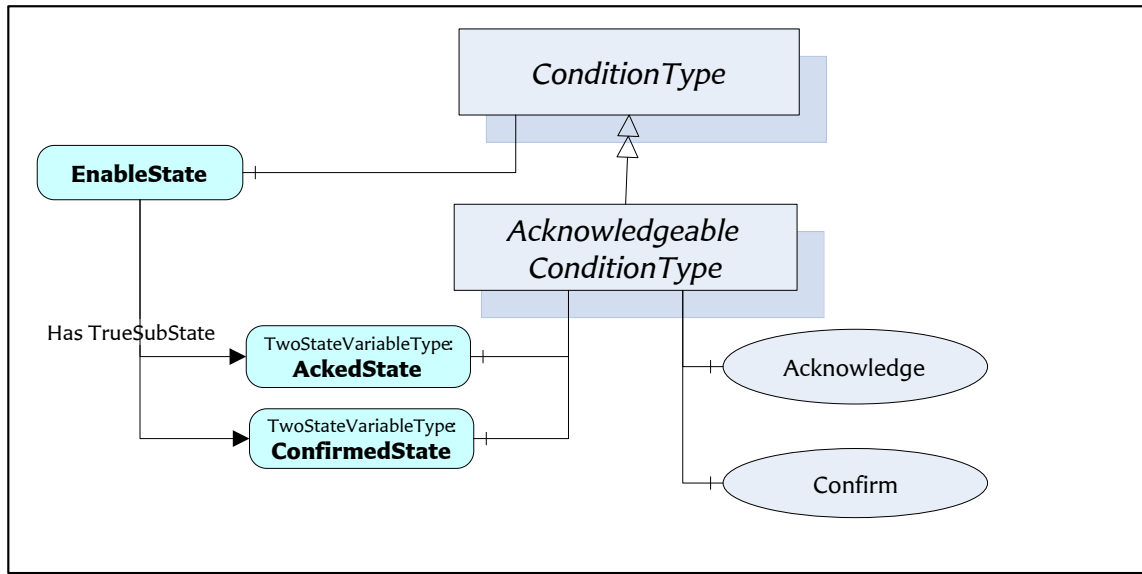 ConditionType
EnableState
Acknowledgeable
ConditionType
Has TrueSubState
TwoStateVariableType:
AckedState
Acknowledge
TwoStateVariableType:
ConfirmedState
Confirm